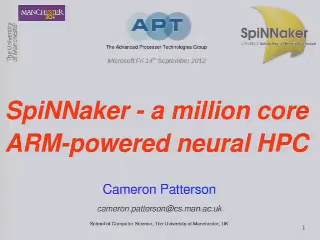 MANCHESTER
1824
The University
of Manchester
APT
SpiNNaker
The Advanced Processor Technologies Group
Microsoft Fri 14th September 2012
SpiNNaker - a million core
ARM-powered neural HPC
Cameron Patterson
cameron.patterson@cs.man.ac.uk
School of Computer Science, The University of Manchester, UK
1